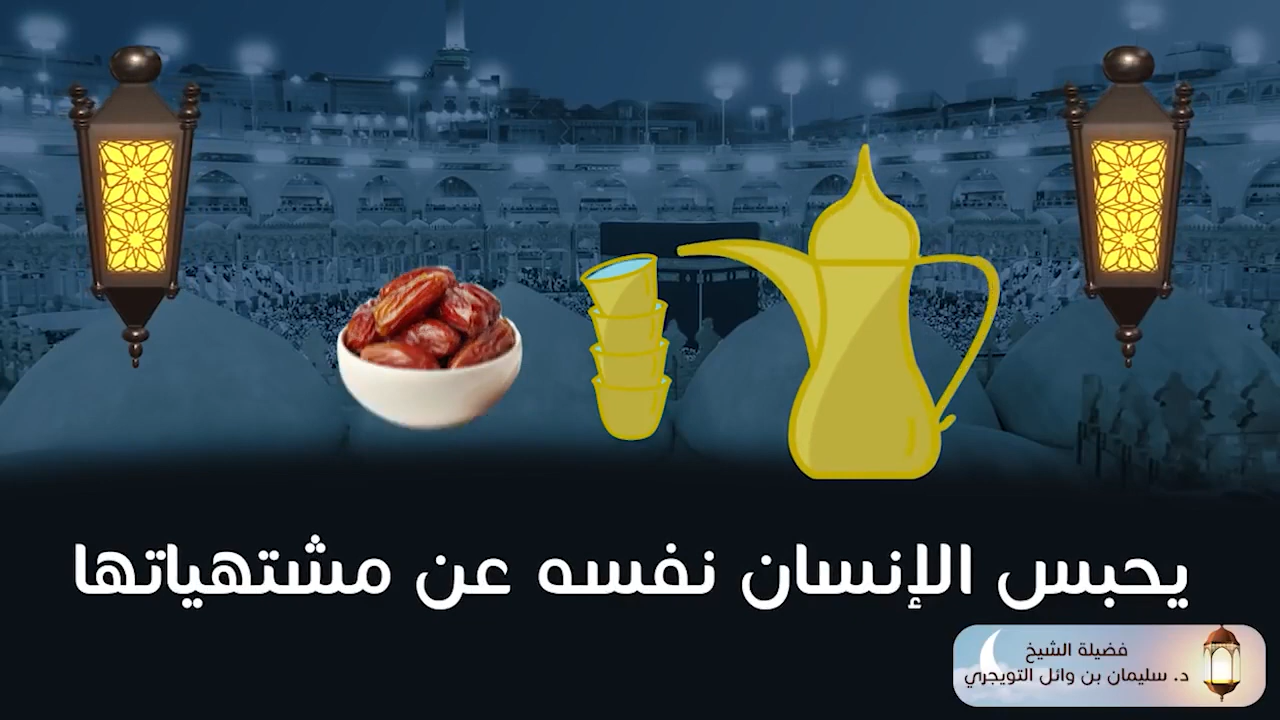 يحبس الإنسان نفسه عن مشتهياتها
فضيلة الشيخ
د. سليمان بن وائل التويجري